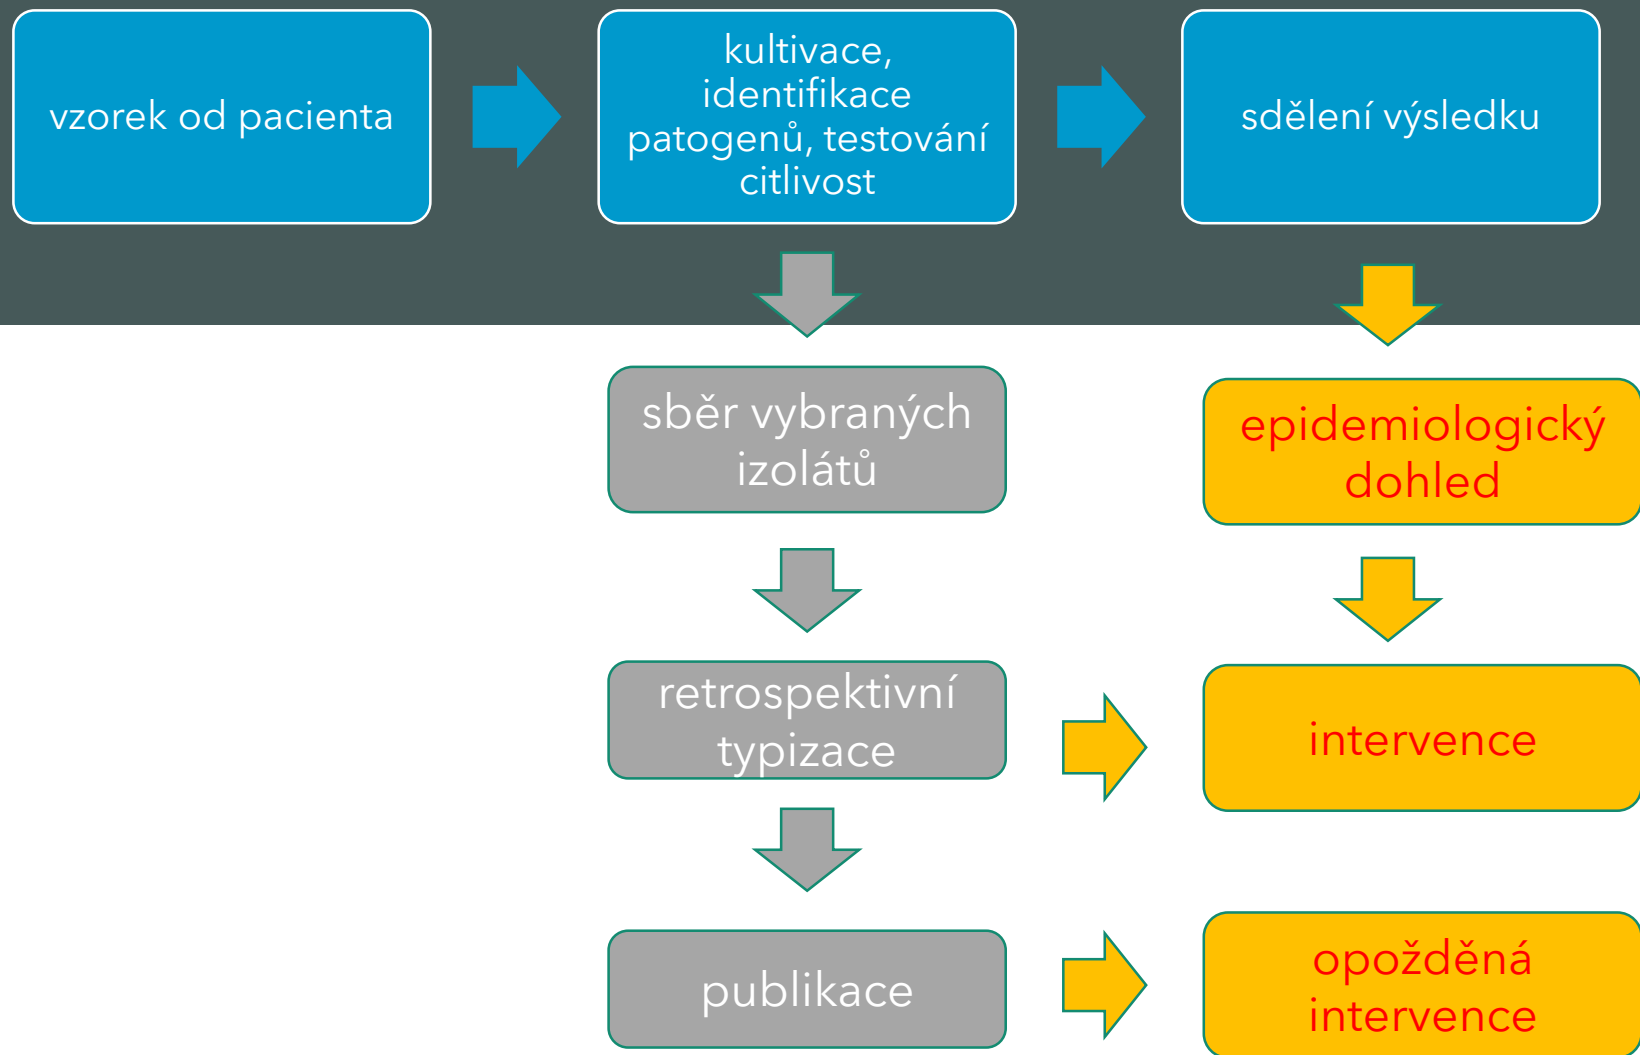 vzorek od pacienta
kultivace,
identifikace
patogenů, testování
citlivost
sdělení výsledku
sběr vybraných
izolátů
epidemiologický
dohled
retrospektivní
typizace
intervence
publikace
opožděná
intervence